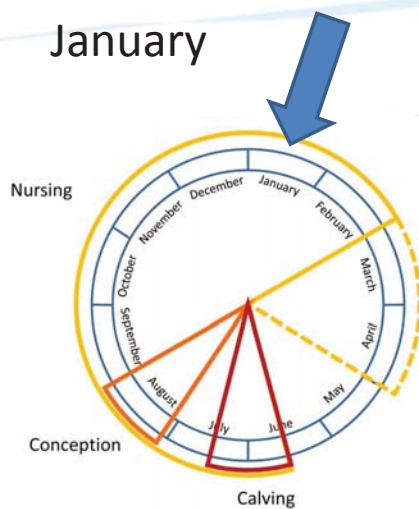 January
Nursing
January
February
March
April
May
June
July
August
September
October
November
December
Conception
Calving